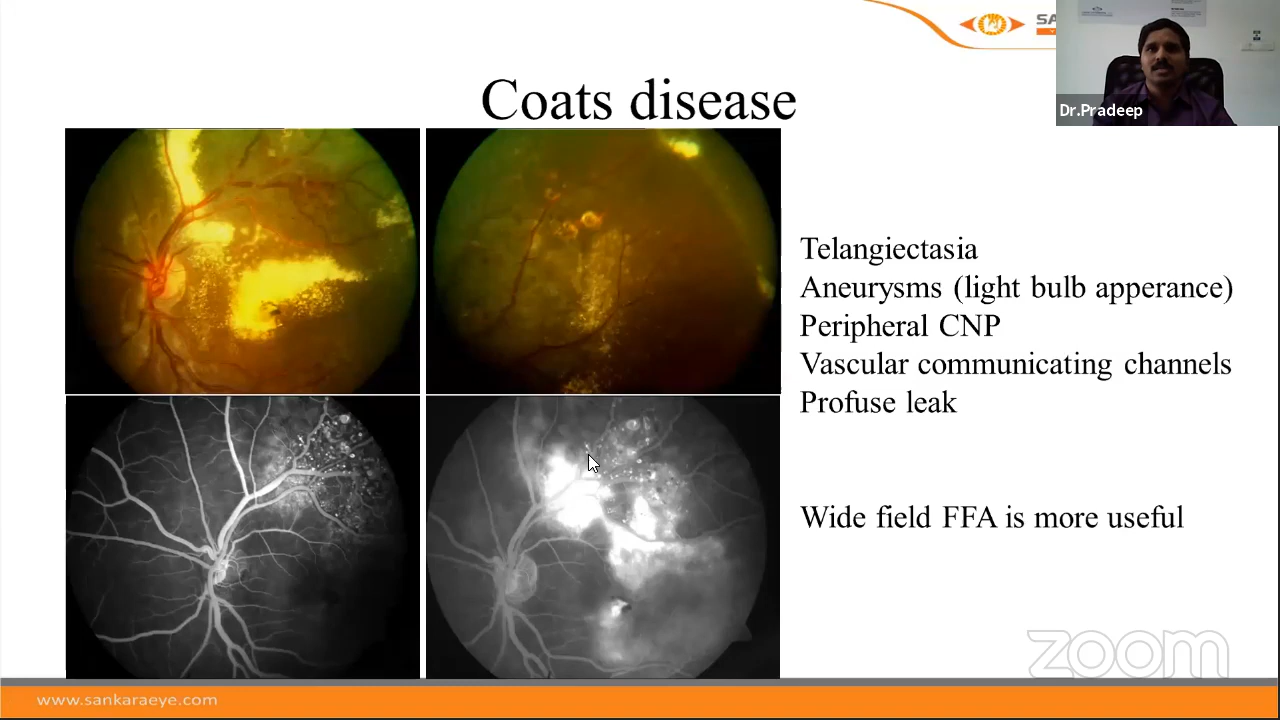 SA
Dr.Pradeep
Coats disease
Telangiectasia
Aneurysms (light bulb apperance)
Peripheral CNP
Vascular communicating channels
Profuse leak
Wide field FFA is more useful
zoom
www.sankaraeye.com